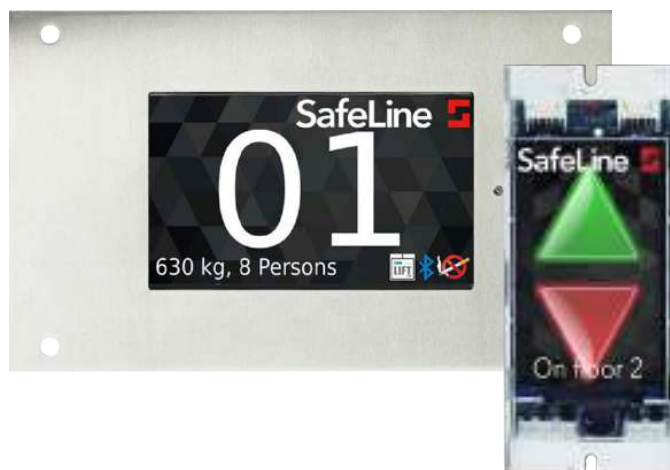 SafeLine
01
630 kg, 8 Persons
LIFT
SafeLine
On floor 2